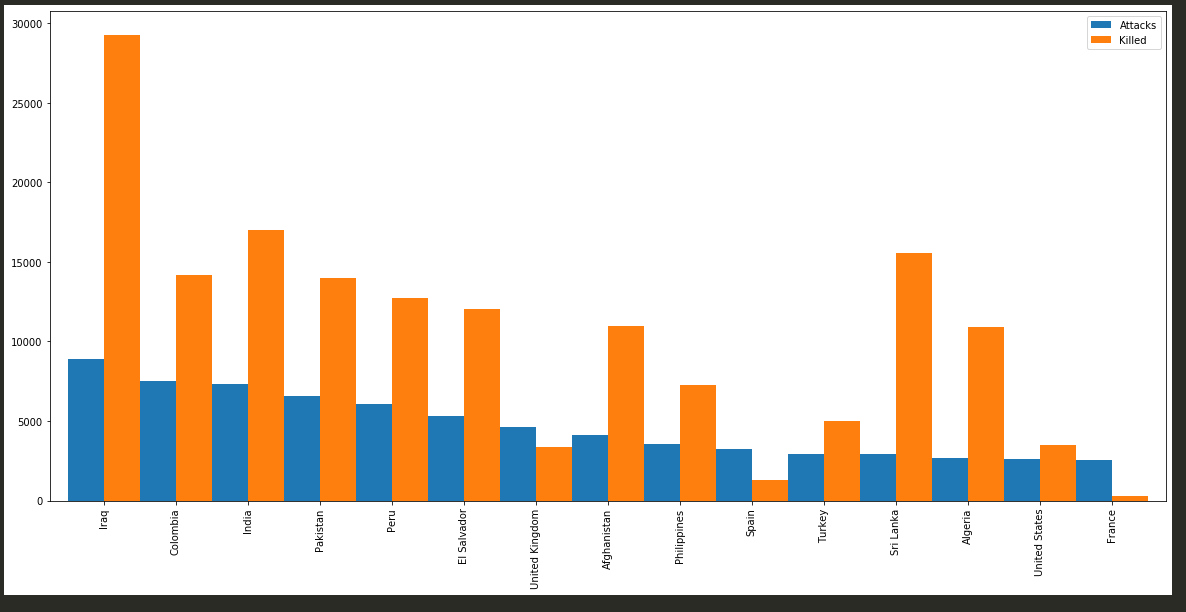 30000
25000
20000
15000
10000
5000
0
Attacks
Killed
Iraq
Colombia
India
Pakistan
Peru
El Salvador
United Kingdom
Afghanistan
Philippines
Spain
Turkey
Sri Lanka
Algeria
United States
France